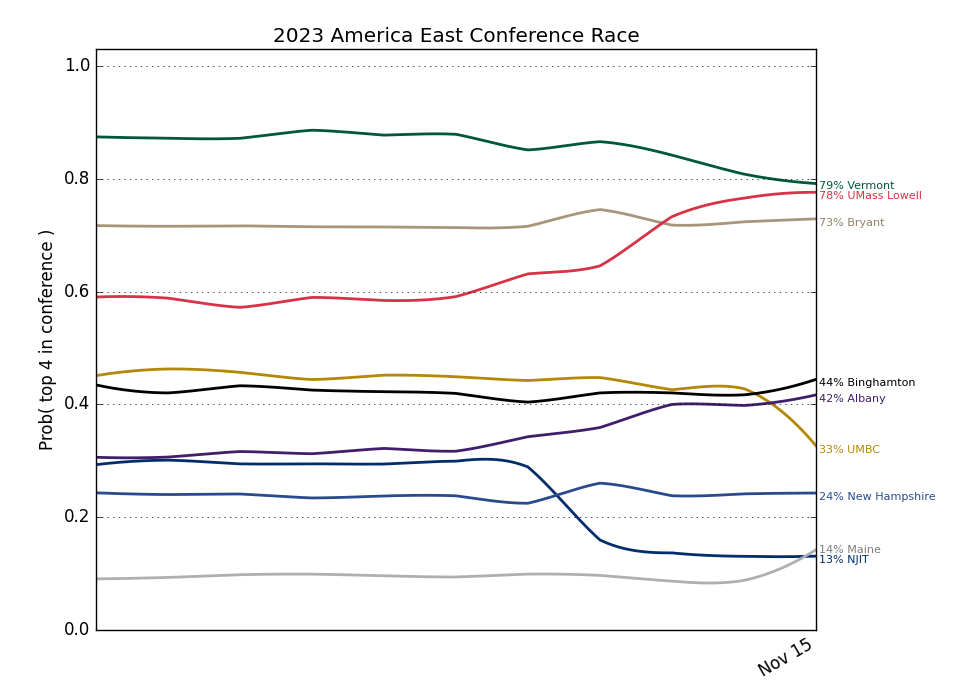 2023 America East Conference Race
Prob( top 4 in conference )
1.0
0.8
0.6
0.4
0.2
0.0
79% Vermont
78% UMass Lowell
73% Bryant
44% Binghamton
42% Albany
33% UMBC
24% New Hampshire
14% Maine
13% NJIT
Nov 15